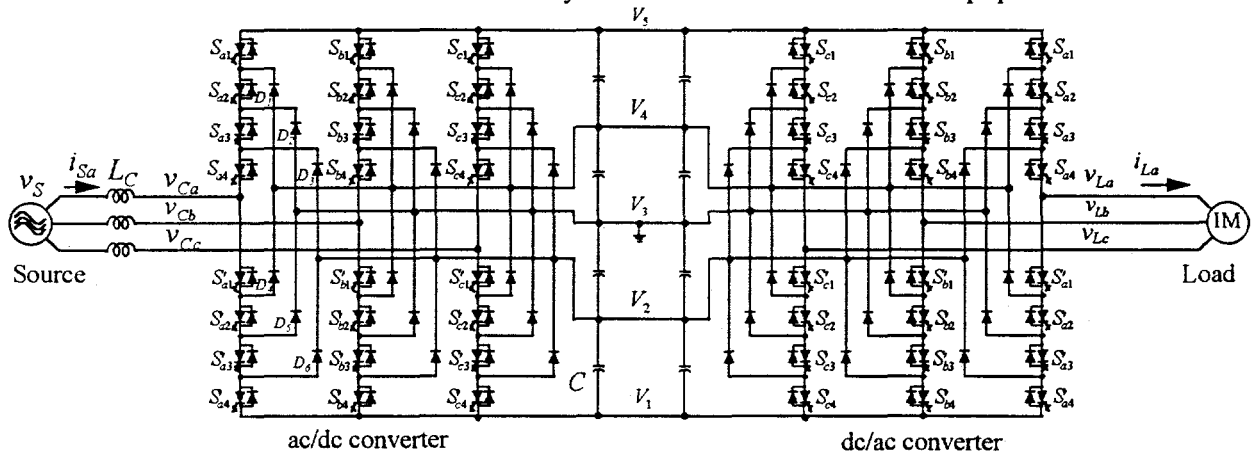 V5
Sa1 Sb1 Sc1 Sc1 Sb1 Sa1
Sa2 D1 Sb2 Sc2 Sc2 Sb2 Sa2
V4
Sa3 D2 Sb3 Sc3 Sc3 Sb3 Sa3
vS iSa LC vCa Sa4 D3 Sb4 Sc4 Sc4 Sb4 Sa4 vLa iLa
vCb V3 vLb IM
vCc vLc
Source Load
S'a1 S'b1 S'c1 S'c1 S'b1 S'a1
V2
S'a2 D5 S'b2 S'c2 S'c2 S'b2 S'a2
S'a3 D6 S'b3 S'c3 C S'c3 S'b3 S'a3
S'a4 S'b4 S'c4 V1 S'c4 S'b4 S'a4
ac/dc converter dc/ac converter